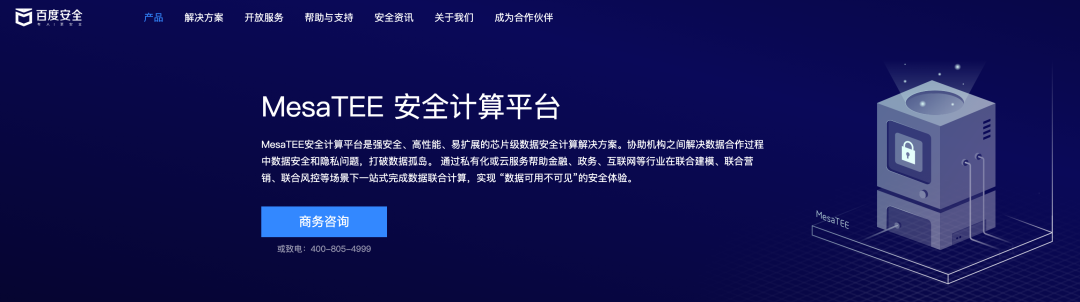 百度安全
产品
解决方案
开放服务
帮助与支持
安全资讯
关于我们
成为合作伙伴
MesaTEE 安全计算平台
MesaTEE安全计算平台是强安全、高性能、易扩展的芯片级数据安全计算解决方案。协助机构之间解决数据合作过程
中数据安全和隐私问题，打破数据孤岛。 通过私有化或云服务帮助金融、政务、互联网等行业在联合建模、联合营
销、联合风控等场景下一站式完成数据联合计算，实现 “数据可用不可见”的安全体验。
商务咨询
或致电：400-805-4999
MesaTEE